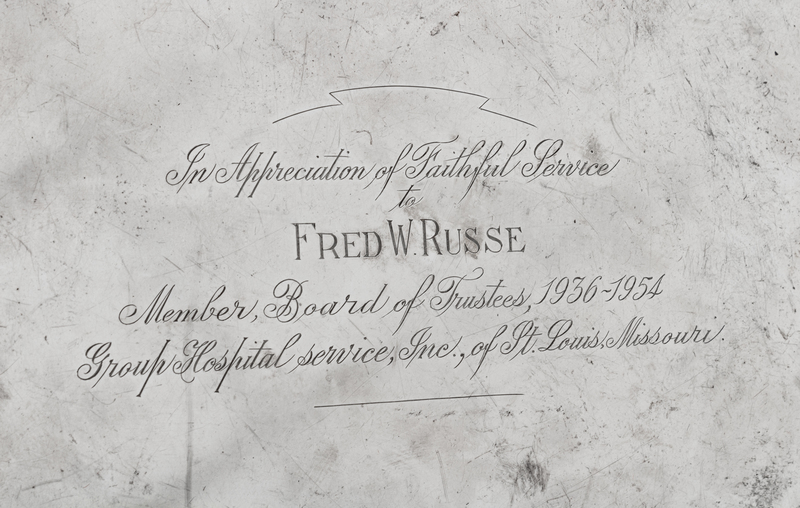 In Appreciation of Faithful Service
to
FRED W. RUSSE
Member, Board of Trustees, 1936-1954
Group Hospital service, Inc., of St. Louis, Missouri.